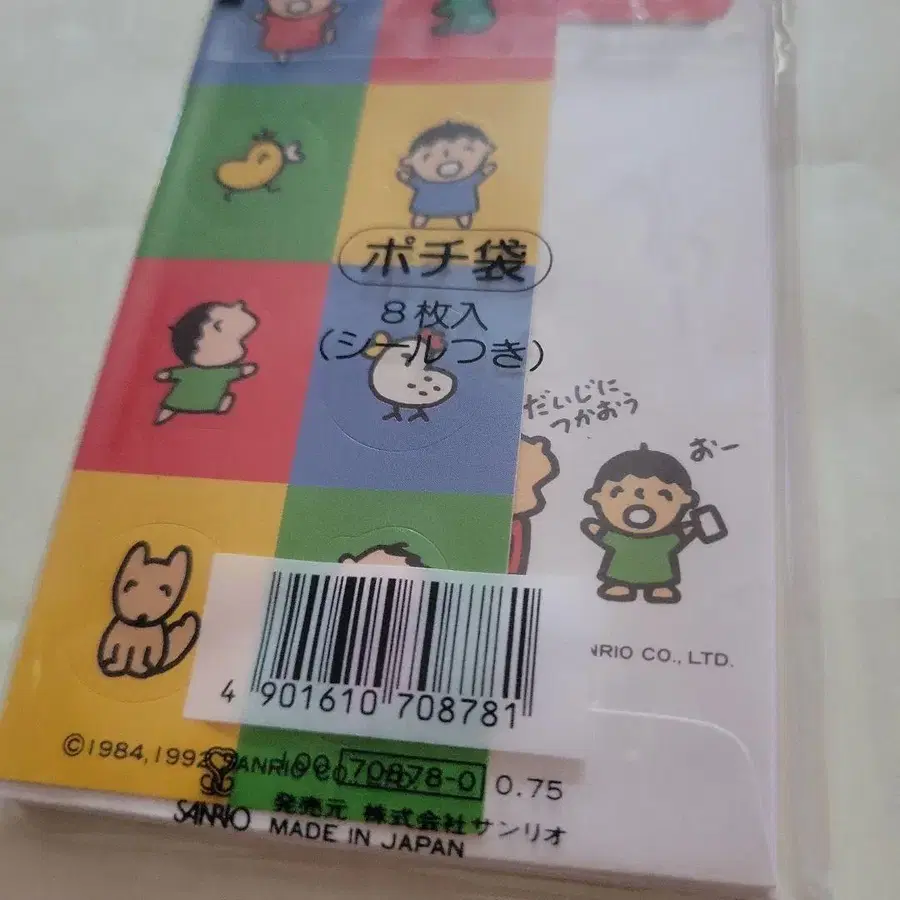 ポチ袋
8枚入
(シールつき)
だいじに
つかおう
おー
NRIO CO., LTD.
4 901610 708781
©1984, 1992 SANRIO CO.,
100 70878-0 0.75
SANRIO
発売元 株式会社サンリオ
MADE IN JAPAN